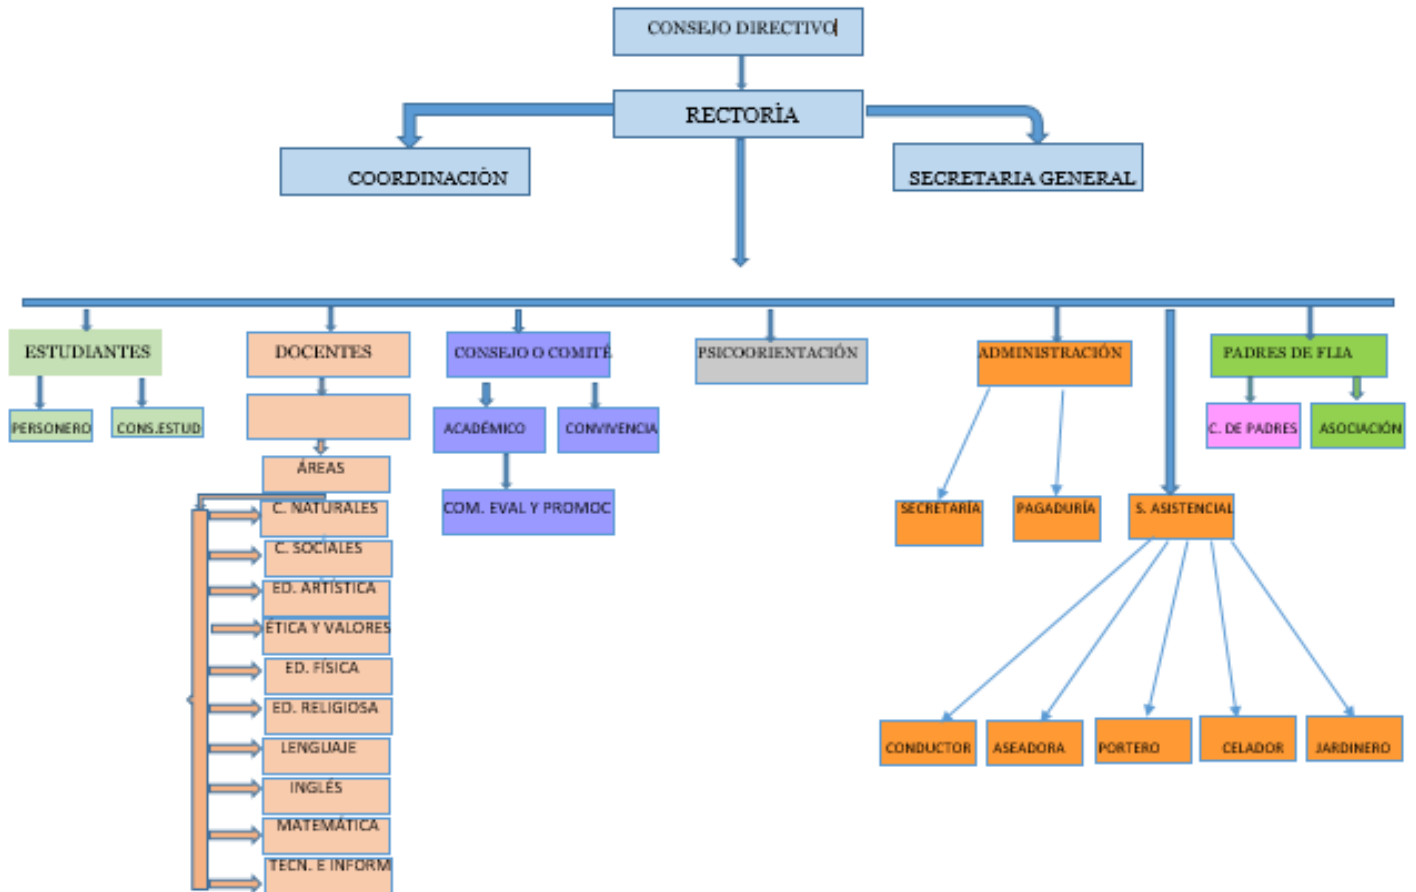 CONSEJO DIRECTIVO
RECTORÌA
COORDINACIÒN
SECRETARIA GENERAL
ESTUDIANTES
DOCENTES
CONSEJO O COMITÉ
PSICOORIENTACIÓN
ADMINISTRACIÓN
PADRES DE FLIA
PERSONERO
CONS.ESTUD
ACADÉMICO
CONVIVENCIA
C. DE PADRES
ASOCIACIÓN
ÁREAS
C. NATURALES
COM. EVAL Y PROMOC
SECRETARÍA
PAGADURÍA
S. ASISTENCIAL
C. SOCIALES
ED. ARTÍSTICA
ÉTICA Y VALORES
ED. FÍSICA
ED. RELIGIOSA
LENGUAJE
INGLÉS
MATEMÁTICA
TECN. E INFORM
CONDUCTOR
ASEADORA
PORTERO
CELADOR
JARDINERO